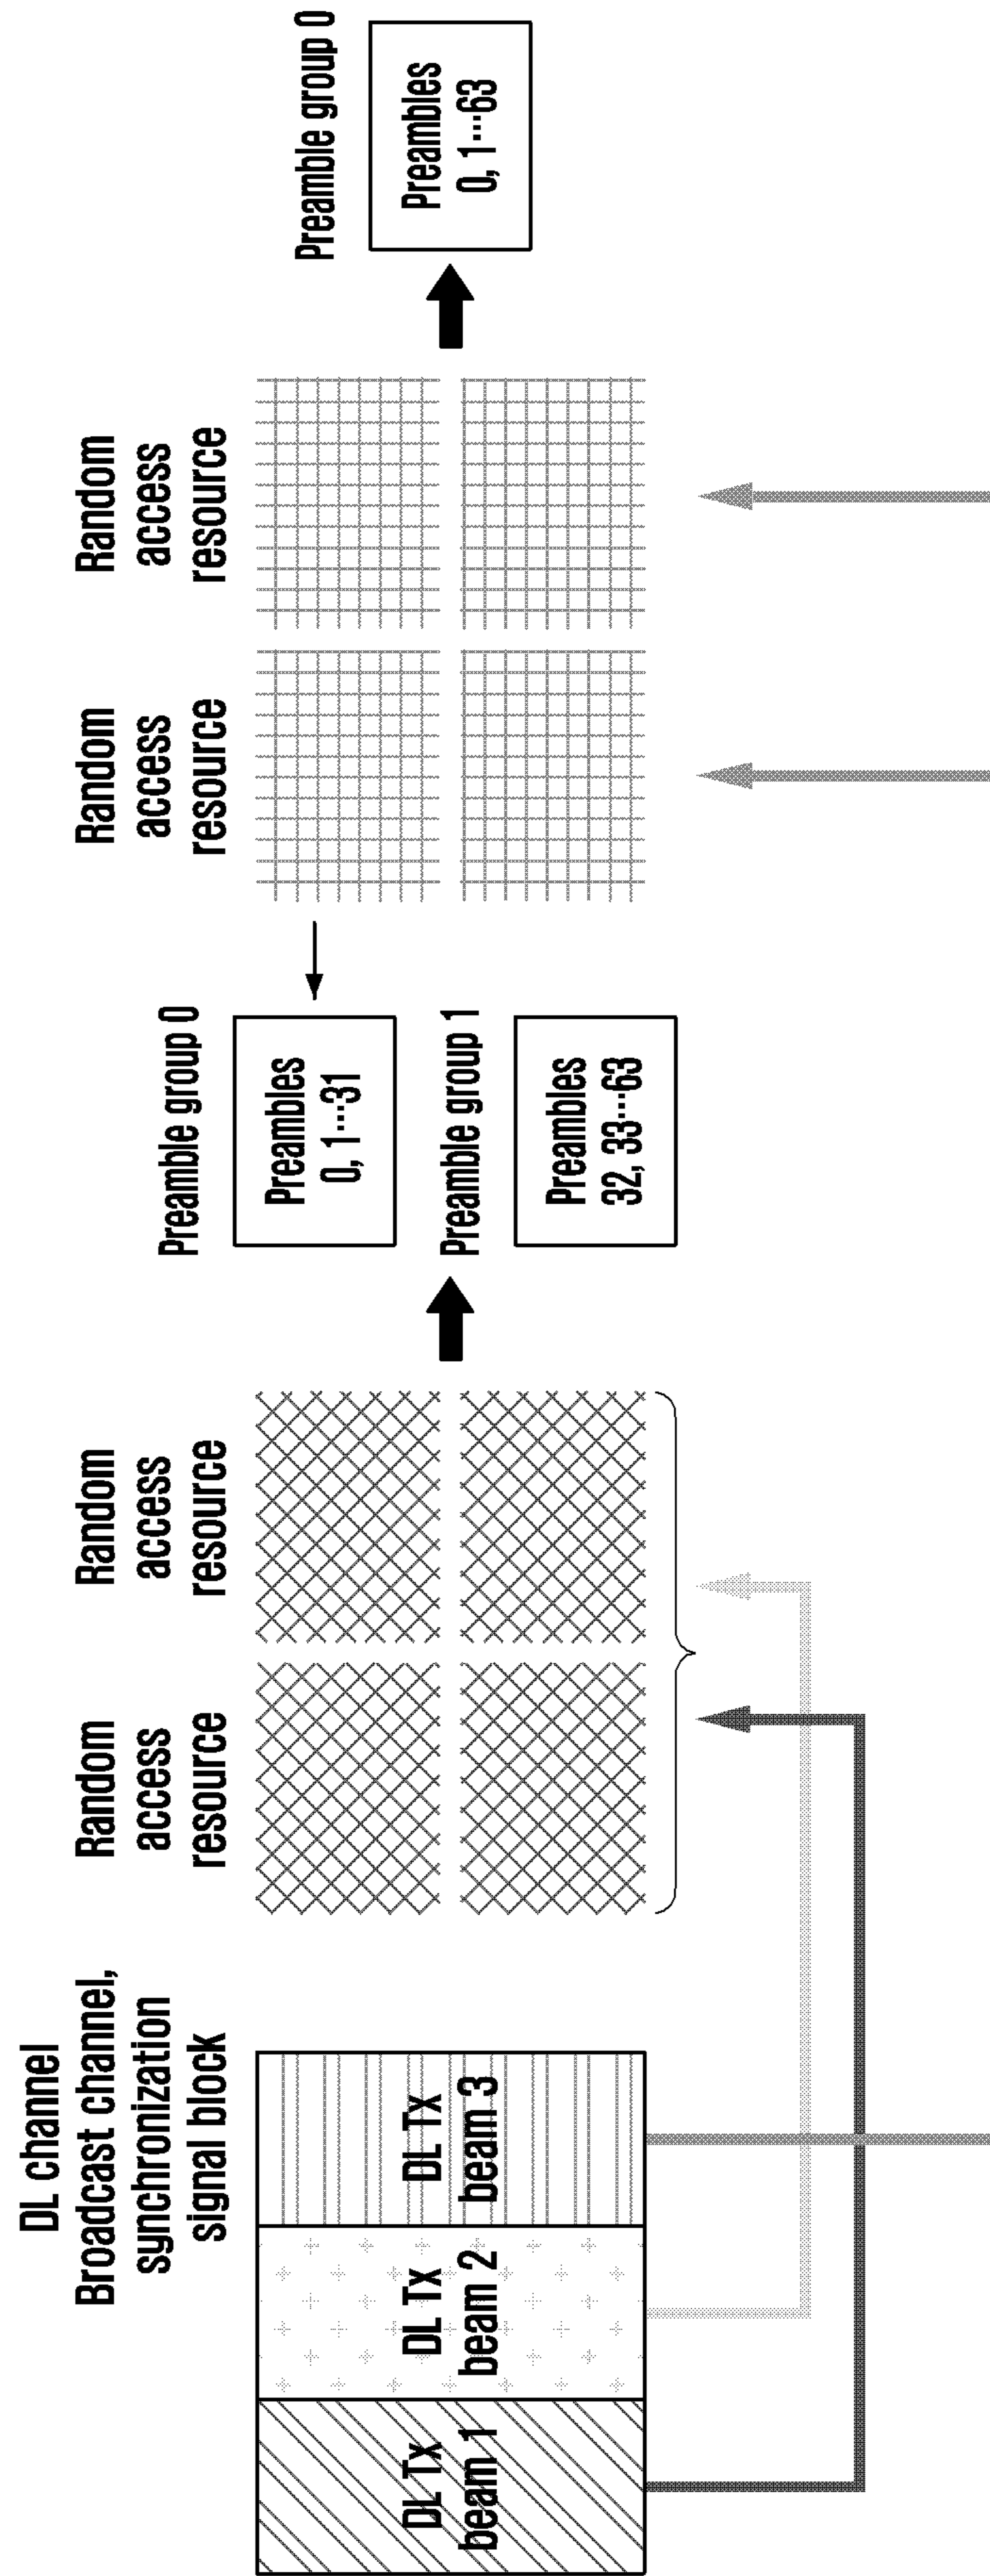 DL channel
Broadcast channel,
synchronization
signal block
DL Tx
beam 1
DL Tx
beam 2
DL Tx
beam 3
Random
access
resource
Random
access
resource
Preamble group 0
Preambles
0, 1···31
Preamble group 1
Preambles
32, 33···63
Random
access
resource
Random
access
resource
Preamble group 0
Preambles
0, 1···63